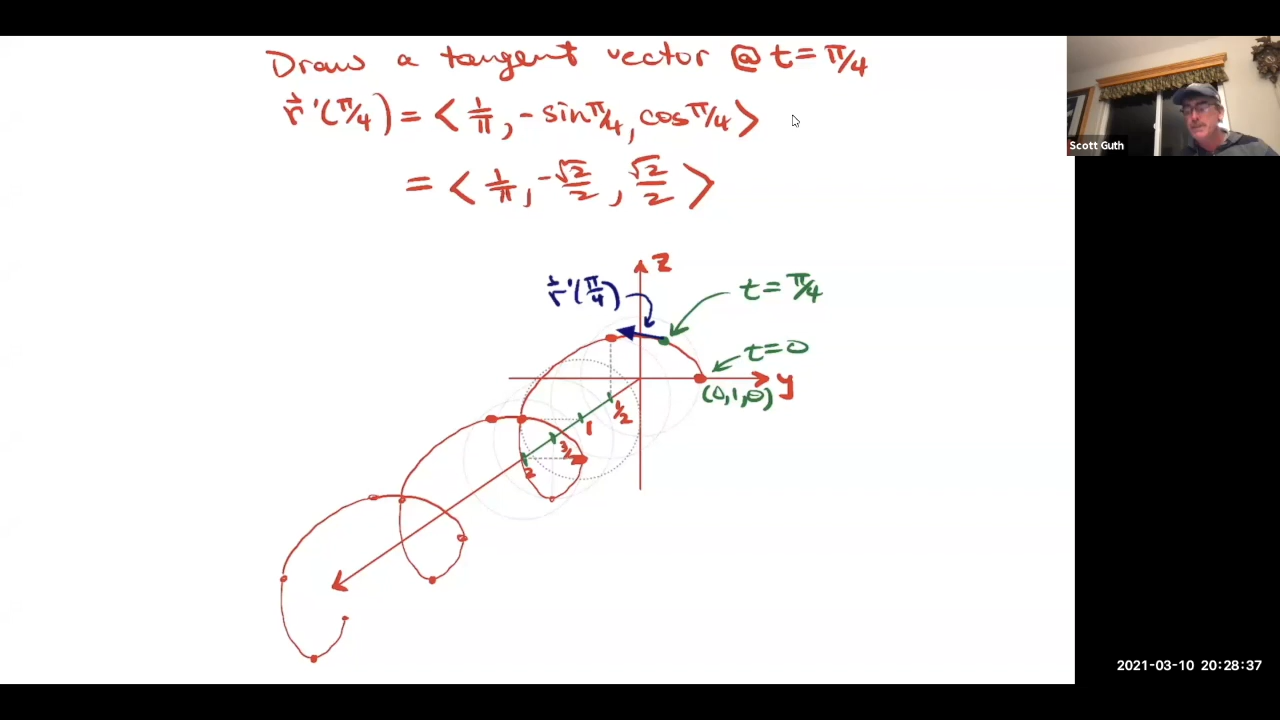 Draw a tangent vector @ t = π/4
r⃗'(π/4) = < 1/π, - sin π/4, cos π/4 >
= < 1/π, -√2/2, √2/2 >
Scott Guth
z
r⃗'(π/4)
t = π/4
t = 0
y
(0,1,0)
1/2
1
3/2
2
2021-03-10 20:28:37